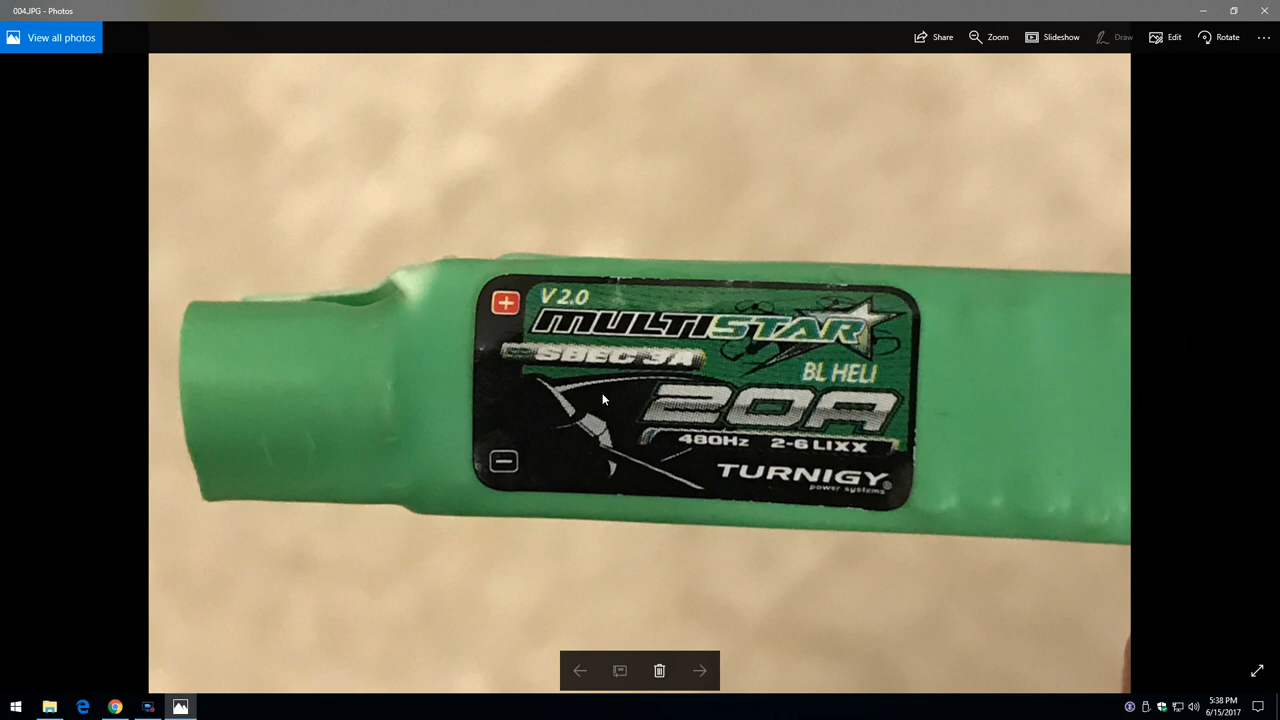 004.JPG - Photos
View all photos
Share
Zoom
Slideshow
Draw
Edit
Rotate
V 2.0
MULTISTAR
SBEC 3A
BL HELI
20A
480Hz 2-6 LIXX
TURNIGY®
power systems
5:38 PM
6/15/2017